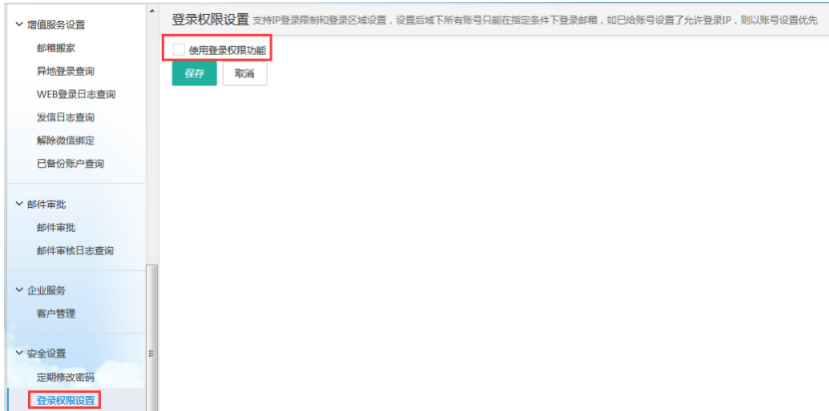 增值服务设置
邮箱搬家
异地登录查询
WEB登录日志查询
发信日志查询
解除微信绑定
已备份账户查询
邮件审批
邮件审批
邮件审核日志查询
企业服务
客户管理
安全设置
定期修改密码
登录权限设置
登录权限设置 支持IP登录限制和登录区域设置，设置后域下所有账号只能在指定条件下登录邮箱，如已给账号设置了允许登录IP，则以账号设置优先
使用登录权限功能
保存 取消